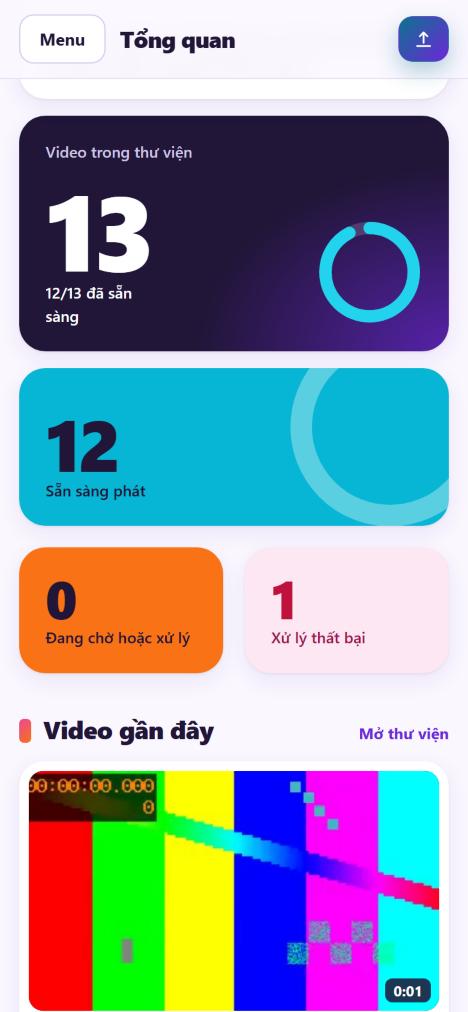 Menu
Tổng quan
Video trong thư viện
13
12/13 đã sẵn
sàng
12
Sẵn sàng phát
0
Đang chờ hoặc xử lý
1
Xử lý thất bại
Video gần đây
Mở thư viện
00:00:00.000
0
0:01